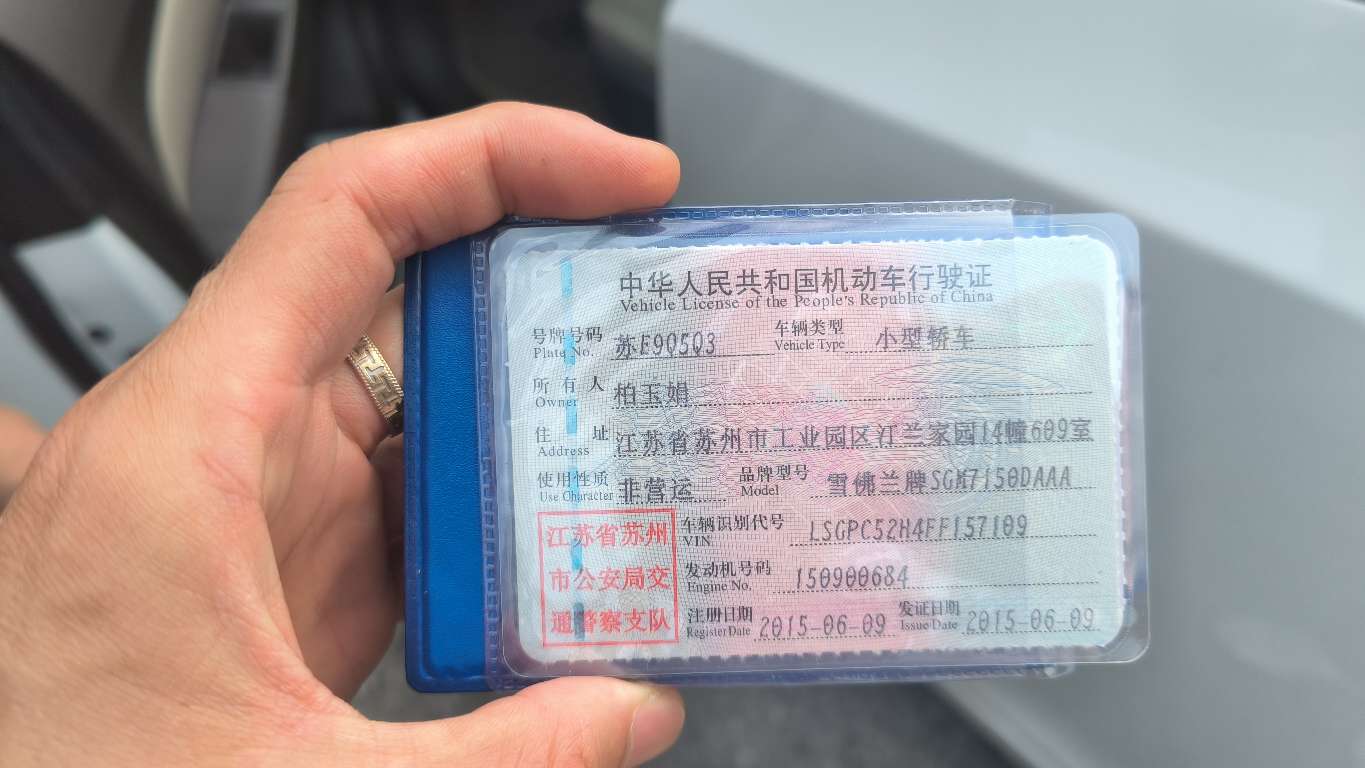 中华人民共和国机动车行驶证
Vehicle License of the People's Republic of China
号牌号码 苏E90503 车辆类型 小型轿车
Plate No. Vehicle Type
所有人 柏玉娟
Owner
住址 江苏省苏州市工业园区汀兰家园14幢609室
Address
使用性质 非营运 品牌型号 雪佛兰牌SGM7150DAAA
Use Character Model
江苏省苏州 车辆识别代号 LSGPC52H4FF157109
VIN
市公安局交 发动机号码 150900684
Engine No.
通警察支队 注册日期 2015-06-09 发证日期 2015-06-09
Register Date Issue Date